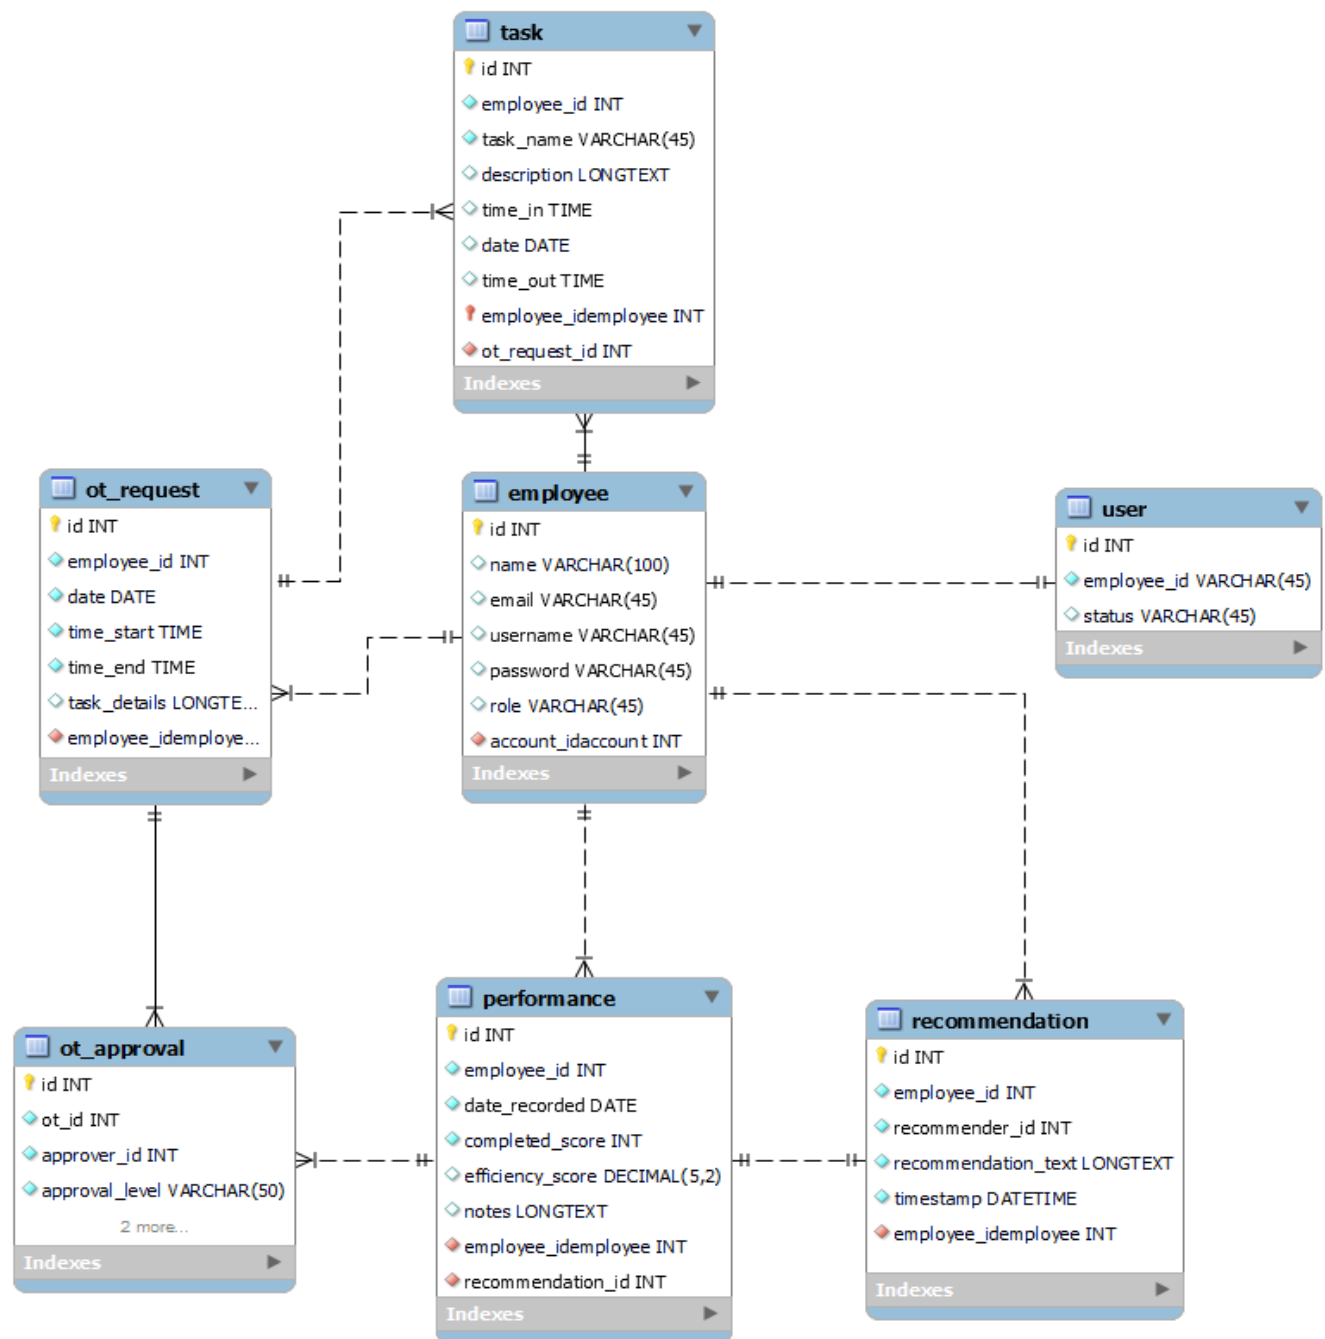 task
id INT
employee_id INT
task_name VARCHAR(45)
description LONGTEXT
time_in TIME
date DATE
time_out TIME
employee_idemployee INT
ot_request_id INT
Indexes
ot_request
id INT
employee_id INT
date DATE
time_start TIME
time_end TIME
task_details LONGTE...
employee_idemploye...
Indexes
employee
id INT
name VARCHAR(100)
email VARCHAR(45)
username VARCHAR(45)
password VARCHAR(45)
role VARCHAR(45)
account_idaccount INT
Indexes
user
id INT
employee_id VARCHAR(45)
status VARCHAR(45)
Indexes
ot_approval
id INT
ot_id INT
approver_id INT
approval_level VARCHAR(50)
2 more...
Indexes
performance
id INT
employee_id INT
date_recorded DATE
completed_score INT
efficiency_score DECIMAL(5,2)
notes LONGTEXT
employee_idemployee INT
recommendation_id INT
Indexes
recommendation
id INT
employee_id INT
recommender_id INT
recommendation_text LONGTEXT
timestamp DATETIME
employee_idemployee INT
Indexes